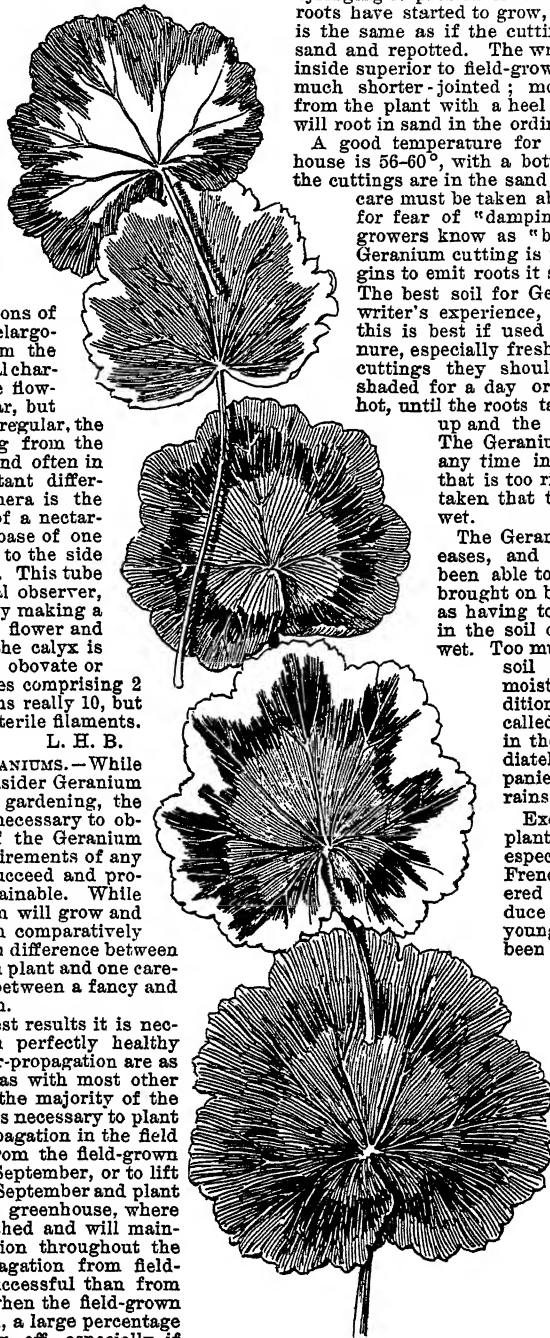 ons of
elargo-
m the
l char-
e flow-
ar, but
regular, the
g from the
nd often in
tant differ-
nera is the
of a nectar-
base of one
to the side
. This tube
al observer,
y making a
flower and
he calyx is
obovate or
es comprising 2
ns really 10, but
terile filaments.
L. H. B.
ANIUMS.—While
sider Geranium
gardening, the
necessary to ob-
f the Geranium
irements of any
ucceed and pro-
ainable. While
n will grow and
n comparatively
h difference between
plant and one care-
between a fancy and
n.
est results it is nec-
perfectly healthy
r-propagation are as
as with most other
the majority of the
s necessary to plant
pagation in the field
rom the field-grown
September, or to lift
September and plant
greenhouse, where
hed and will main-
ion throughout the
agation from field-
ccessful than from
hen the field-grown
, a large percentage
off, especially if
roots have started to grow,
is the same as if the cuttin
sand and repotted. The wr
inside superior to field-grow
much shorter-jointed; mo
from the plant with a heel
will root in sand in the ordin
A good temperature for
house is 56-60°, with a bot
the cuttings are in the sand
care must be taken ab
for fear of "dampin
growers know as "b
Geranium cutting is
gins to emit roots it s
The best soil for Ge
writer's experience,
this is best if used
nure, especially fresh
cuttings they shoul
shaded for a day or
hot, until the roots ta
up and the
The Geraniu
any time in
that is too ri
taken that t
wet.
The Geran
eases, and
been able to
brought on b
as having to
in the soil o
wet. Too mu
soil
moist
dition
called
in the
diatel
panie
rains
Exc
plant
espec
Frenc
ered
duce
young
been